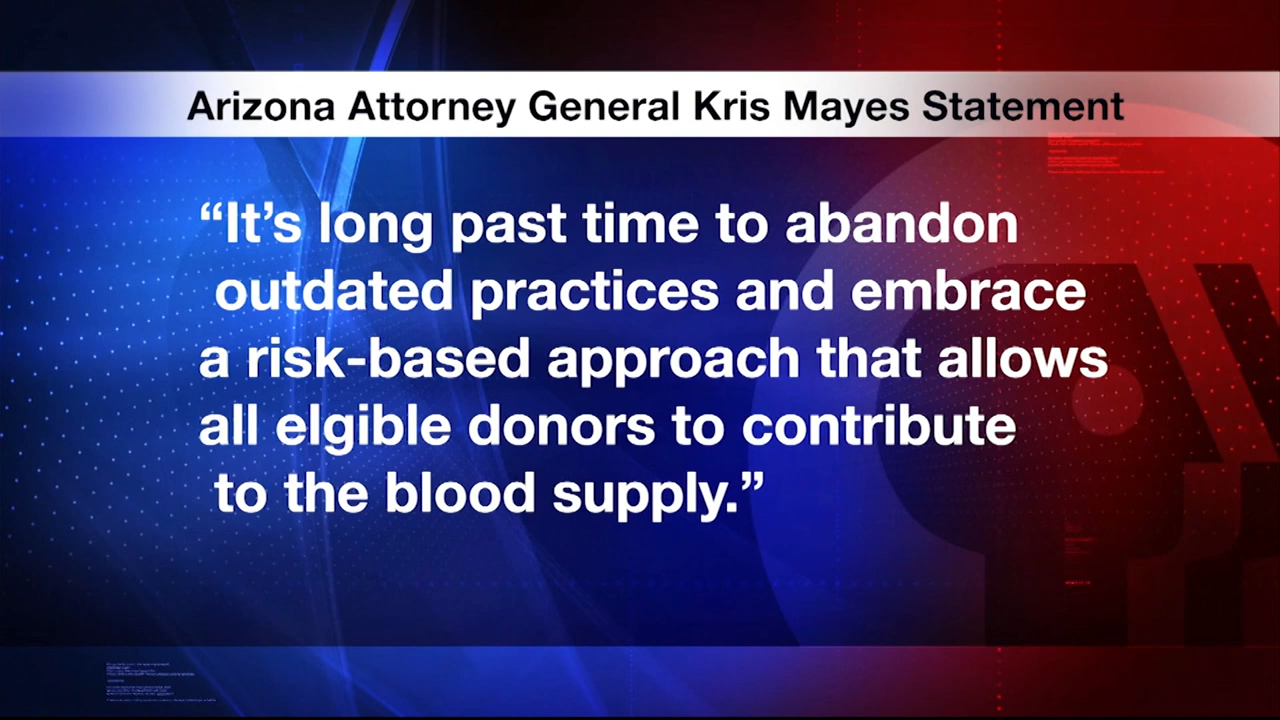 Arizona Attorney General Kris Mayes Statement
“It’s long past time to abandon
outdated practices and embrace
a risk-based approach that allows
all elgible donors to contribute
to the blood supply.”